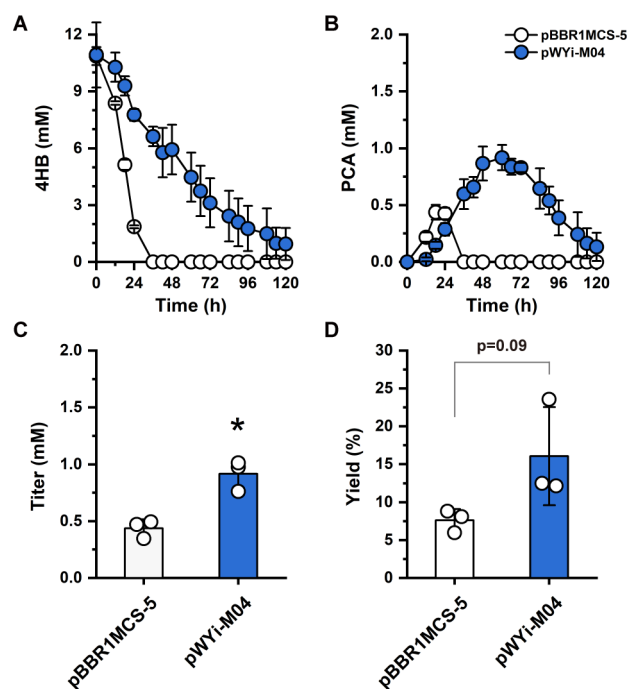 A
12
9
6
3
0
4HB (mM)
0 24 48 72 96 120
Time (h)
B
pBBR1MCS-5
pWYi-M04
2.0
1.5
1.0
0.5
0.0
PCA (mM)
0 24 48 72 96 120
Time (h)
C
2.0
1.5
1.0
0.5
0.0
Titer (mM)
*
pBBR1MCS-5
pWYi-M04
D
p=0.09
30
25
20
15
10
5
0
Yield (%)
pBBR1MCS-5
pWYi-M04